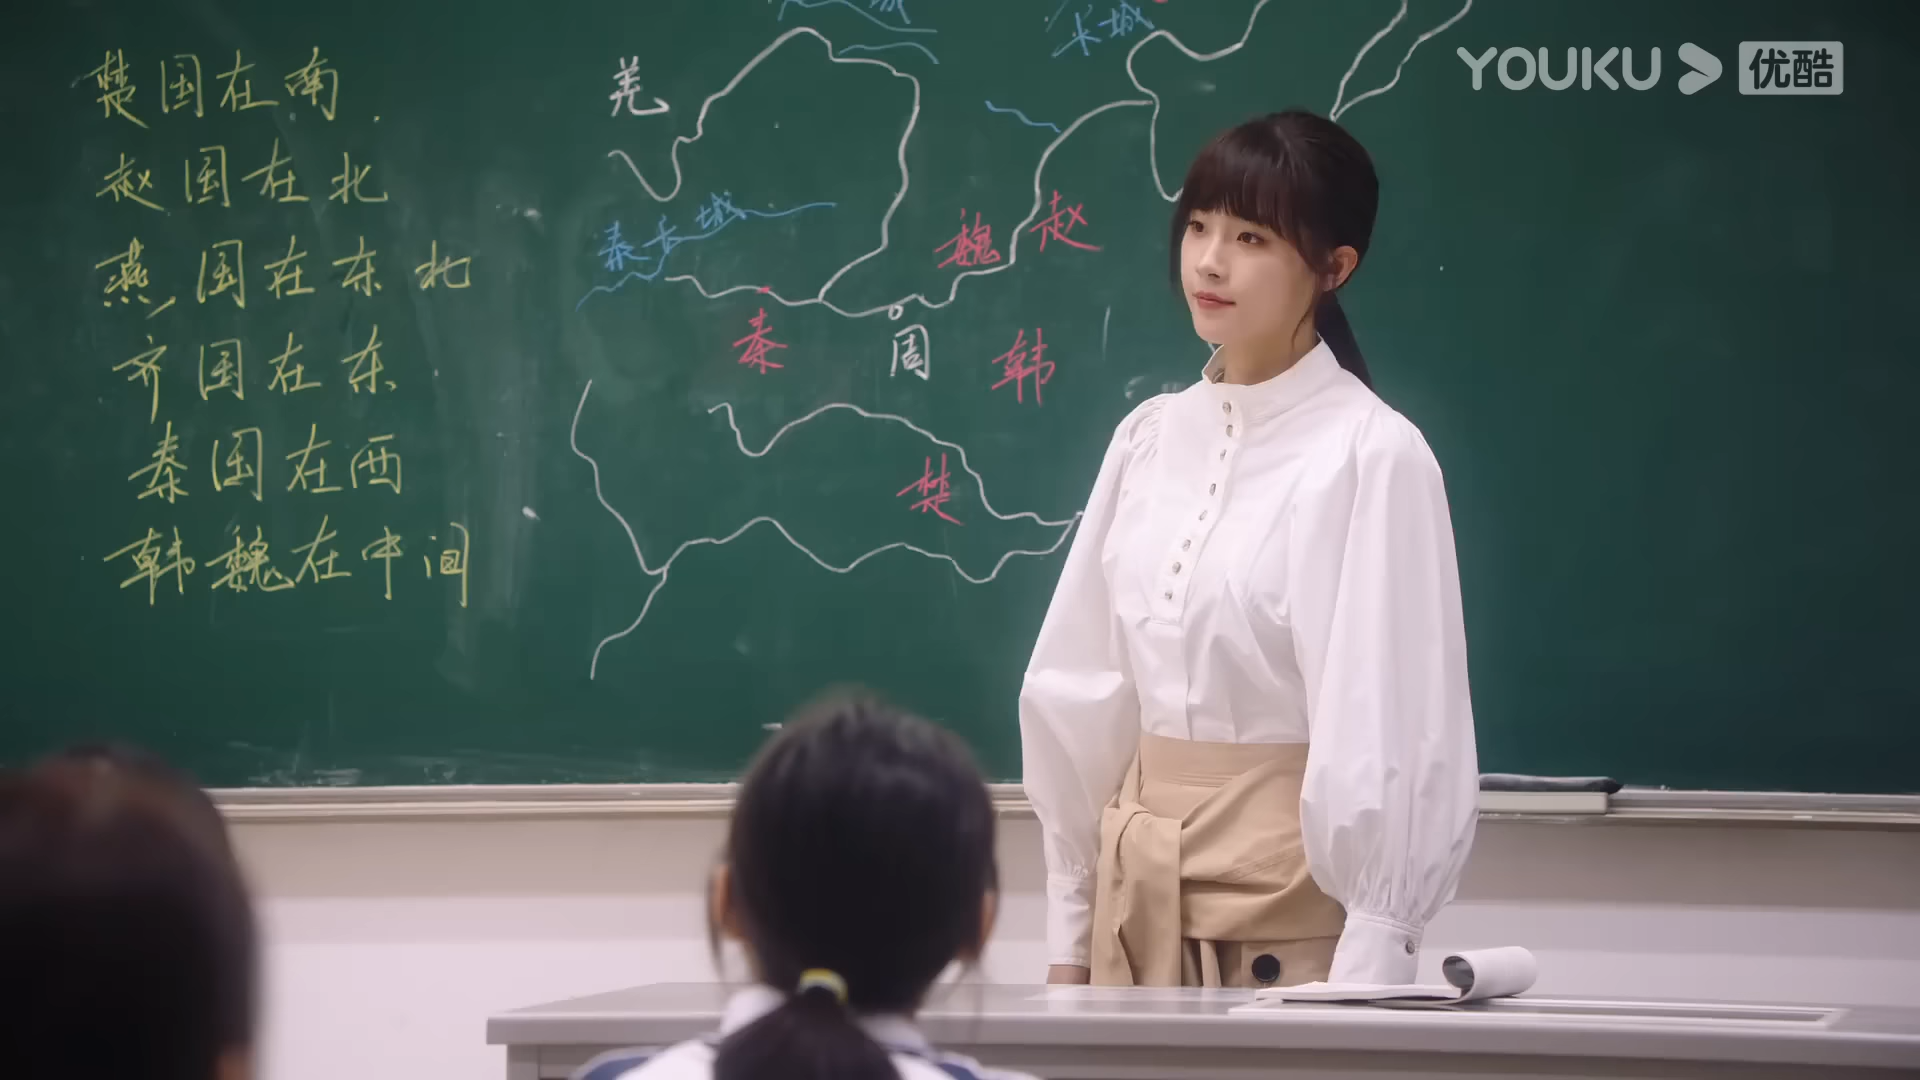 楚国在南
赵国在北
燕国在东北
齐国在东
秦国在西
韩魏在中间
城
长城
羌
秦长城
魏
赵
秦
周
韩
楚
YOUKU 优酷